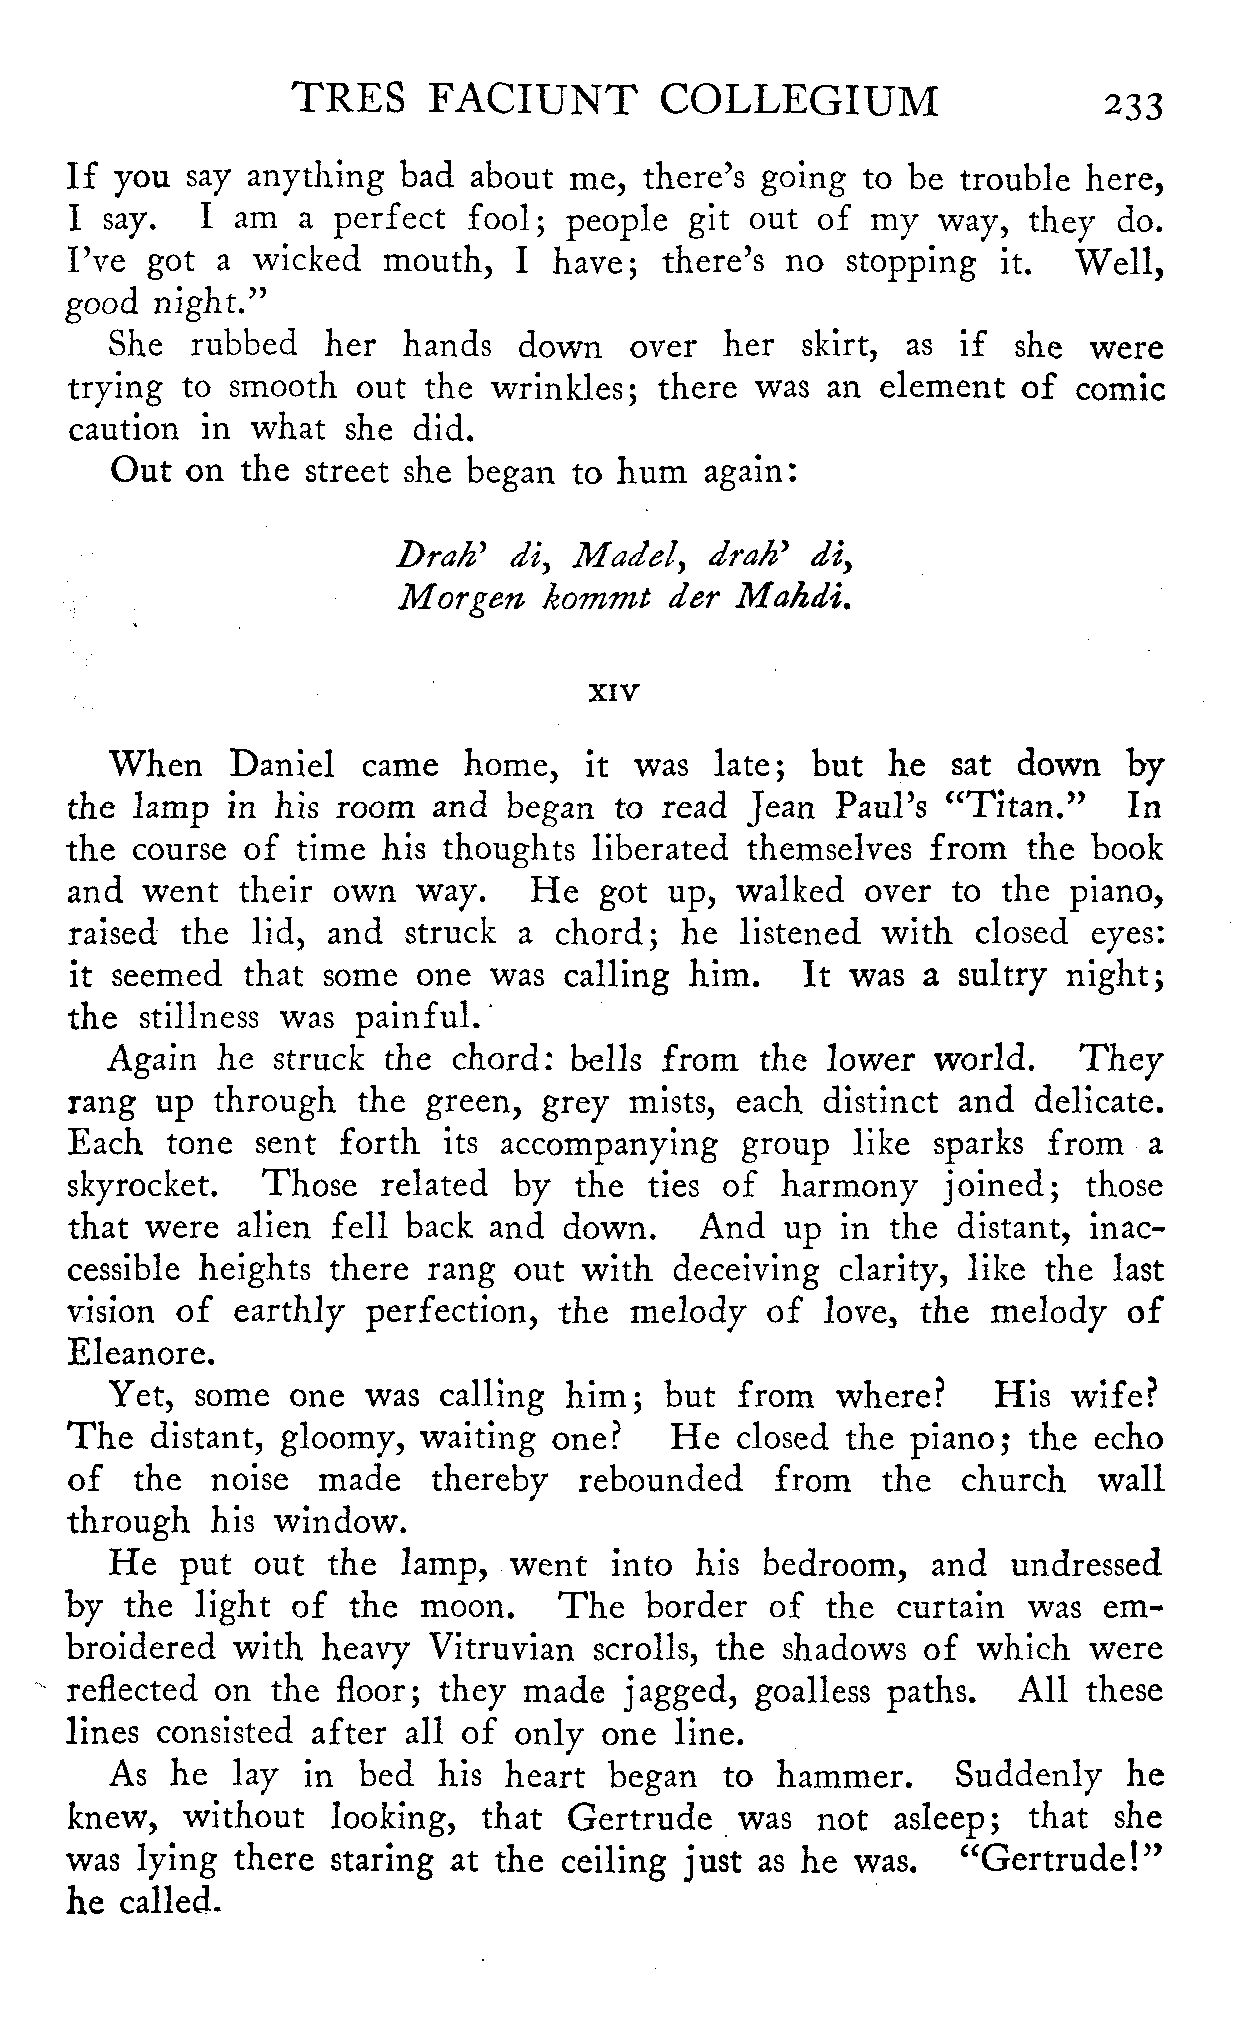 TRES FACIUNT COLLEGIUM 233
If you say anything bad about me, there's going to be trouble here,
I say. I am a perfect fool; people git out of my way, they do.
I've got a wicked mouth, I have; there's no stopping it. Well,
good night."
She rubbed her hands down over her skirt, as if she were
trying to smooth out the wrinkles; there was an element of comic
caution in what she did.
Out on the street she began to hum again:
Drah' di, Madel, drah' di,
Morgen kommt der Mahdi.
XIV
When Daniel came home, it was late; but he sat down by
the lamp in his room and began to read Jean Paul's "Titan." In
the course of time his thoughts liberated themselves from the book
and went their own way. He got up, walked over to the piano,
raised the lid, and struck a chord; he listened with closed eyes:
it seemed that some one was calling him. It was a sultry night;
the stillness was painful.
Again he struck the chord: bells from the lower world. They
rang up through the green, grey mists, each distinct and delicate.
Each tone sent forth its accompanying group like sparks from a
skyrocket. Those related by the ties of harmony joined; those
that were alien fell back and down. And up in the distant, inac-
cessible heights there rang out with deceiving clarity, like the last
vision of earthly perfection, the melody of love, the melody of
Eleanore.
Yet, some one was calling him; but from where? His wife?
The distant, gloomy, waiting one? He closed the piano; the echo
of the noise made thereby rebounded from the church wall
through his window.
He put out the lamp, went into his bedroom, and undressed
by the light of the moon. The border of the curtain was em-
broidered with heavy Vitruvian scrolls, the shadows of which were
reflected on the floor; they made jagged, goalless paths. All these
lines consisted after all of only one line.
As he lay in bed his heart began to hammer. Suddenly he
knew, without looking, that Gertrude was not asleep; that she
was lying there staring at the ceiling just as he was. "Gertrude!"
he called.